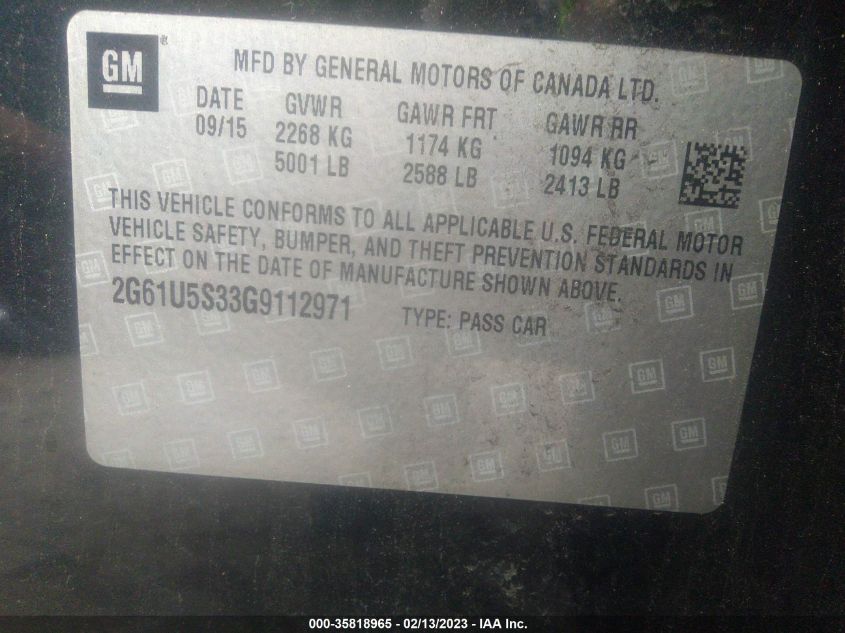 GM®
MFD BY GENERAL MOTORS OF CANADA LTD.
DATE GVWR GAWR FRT GAWR RR
09/15 2268 KG 1174 KG 1094 KG
5001 LB 2588 LB 2413 LB
THIS VEHICLE CONFORMS TO ALL APPLICABLE U.S. FEDERAL MOTOR
VEHICLE SAFETY, BUMPER, AND THEFT PREVENTION STANDARDS IN
EFFECT ON THE DATE OF MANUFACTURE SHOWN ABOVE.
2G61U5S33G9112971 TYPE: PASS CAR
000-35818965 - 02/13/2023 - IAA Inc.